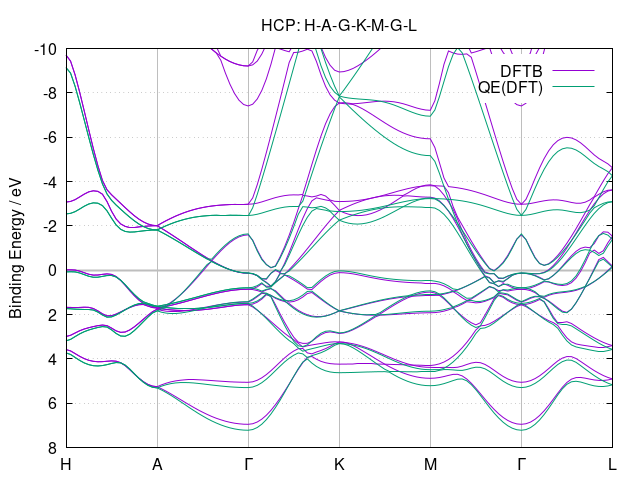 HCP: H-A-G-K-M-G-L
Binding Energy / eV
-10
-8
-6
-4
-2
0
2
4
6
8
DFTB
QE(DFT)
H A Γ K M Γ L